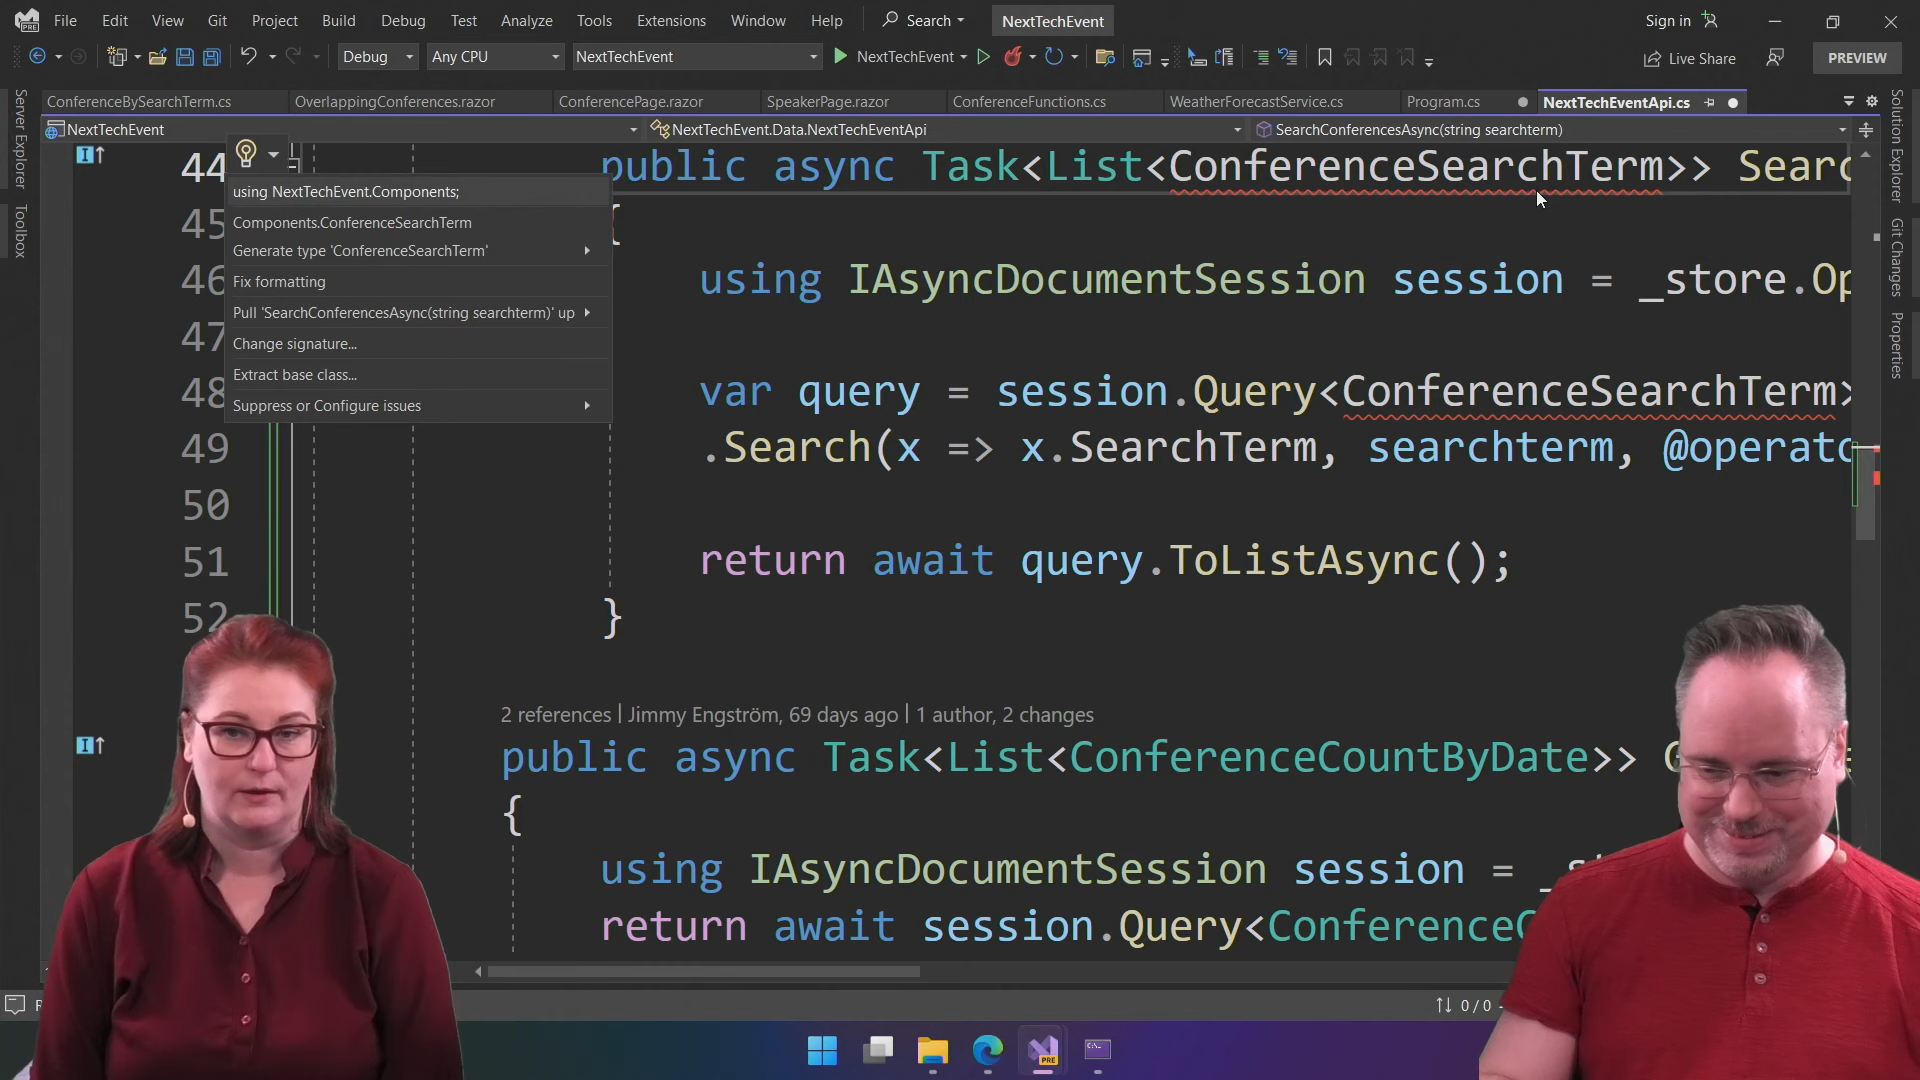 File Edit View Git Project Build Debug Test Analyze Tools Extensions Window Help Search NextTechEvent Sign in
Debug Any CPU NextTechEvent NextTechEvent Live Share PREVIEW
ConferenceBySearchTerm.cs OverlappingConferences.razor ConferencePage.razor SpeakerPage.razor ConferenceFunctions.cs WeatherForecastService.cs Program.cs NextTechEventApi.cs
NextTechEvent NextTechEvent.Data.NextTechEventApi SearchConferencesAsync(string searchterm)
Server Explorer
Toolbox
Solution Explorer
Git Changes
Properties
44 public async Task<List<ConferenceSearchTerm>> Searc
using NextTechEvent.Components;
Components.ConferenceSearchTerm
Generate type 'ConferenceSearchTerm'
Fix formatting
Pull 'SearchConferencesAsync(string searchterm)' up
Change signature...
Extract base class...
Suppress or Configure issues
45 {
46 using IAsyncDocumentSession session = _store.Op
47
48 var query = session.Query<ConferenceSearchTerm>
49 .Search(x => x.SearchTerm, searchterm, @operato
50
51 return await query.ToListAsync();
52 }
2 references | Jimmy Engström, 69 days ago | 1 author, 2 changes
public async Task<List<ConferenceCountByDate>> G
{
using IAsyncDocumentSession session = _st
return await session.Query<ConferenceC
0 / 0
PRE